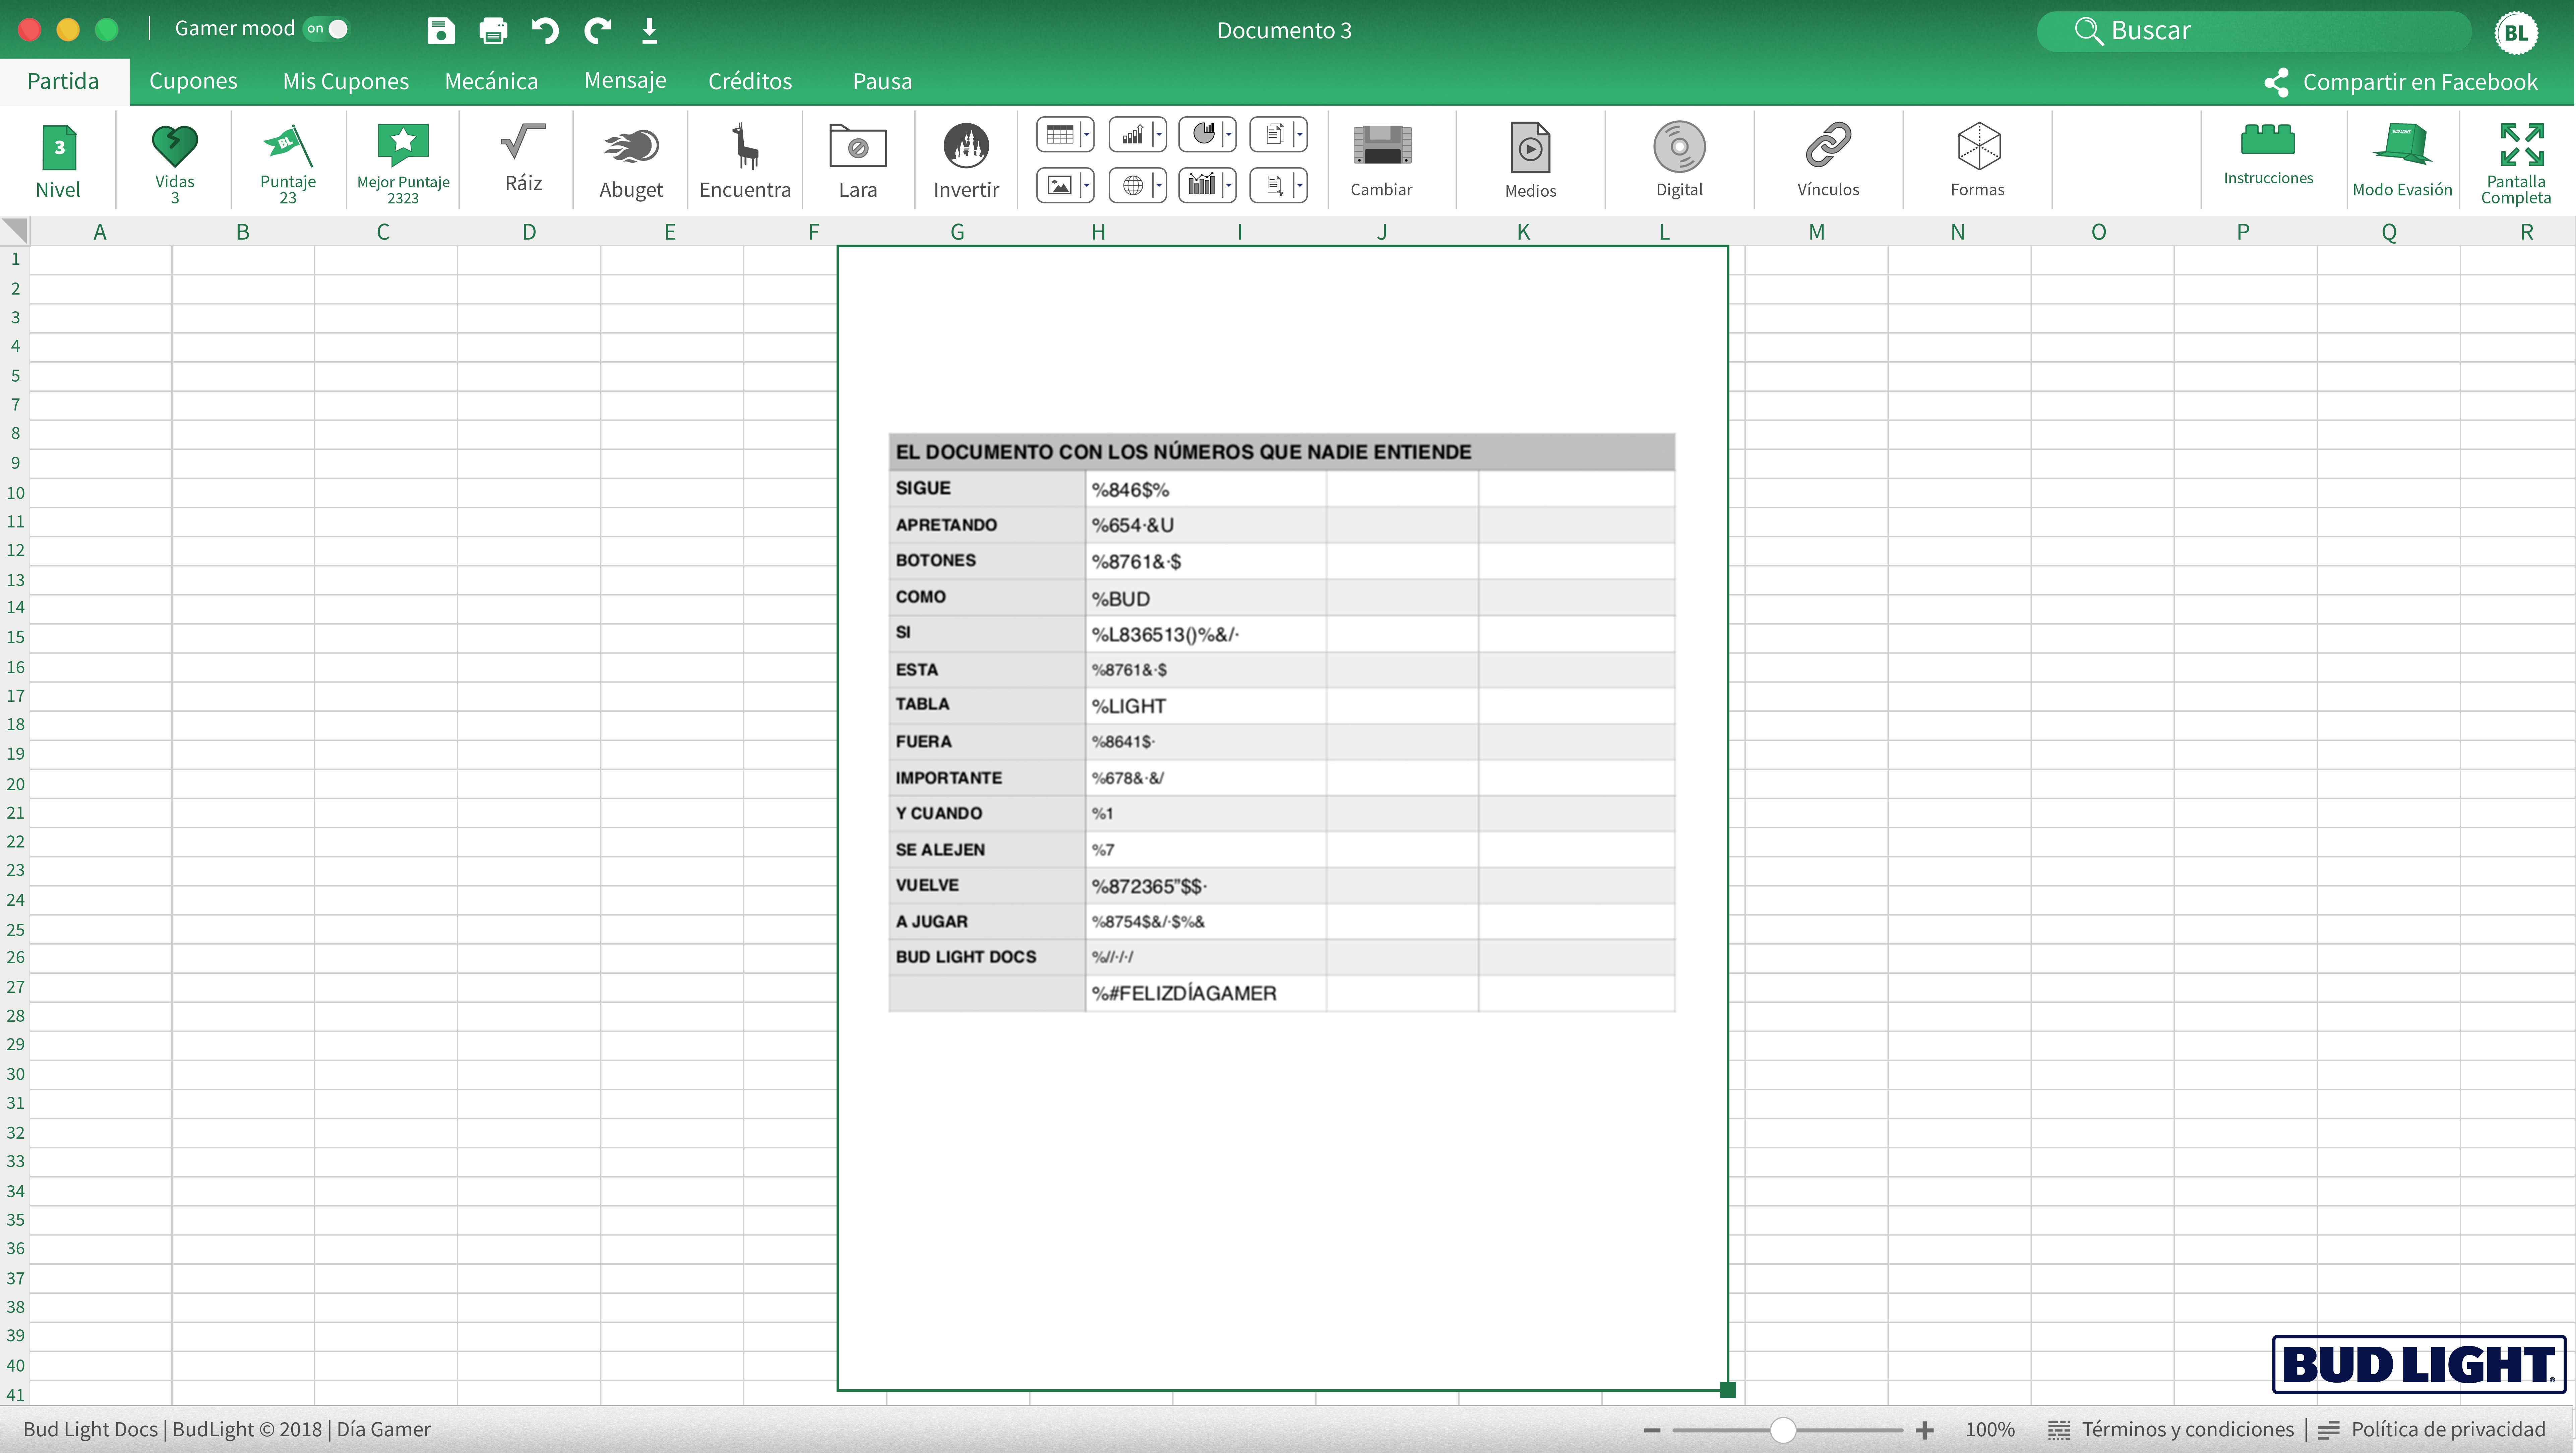 Gamer mood on
Documento 3
Buscar
BL
Partida Cupones Mis Cupones Mecánica Mensaje Créditos Pausa
Compartir en Facebook
3
Nivel
Vidas
3
BL
Puntaje
23
Mejor Puntaje
2323
Ráiz
Abuget
Encuentra
Lara
Invertir
Cambiar
Medios
Digital
Vínculos
Formas
Instrucciones
BUD LIGHT
Modo Evasión
Pantalla
Completa
A B C D E F G H I J K L M N O P Q R
1
2
3
4
5
7
8
9
10
11
12
13
14
15
16
17
18
19
20
21
22
23
24
25
26
27
28
29
30
31
32
33
34
35
36
37
38
39
40
41
EL DOCUMENTO CON LOS NÚMEROS QUE NADIE ENTIENDE
SIGUE %846$%
APRETANDO %654·&U
BOTONES %8761&·$
COMO %BUD
SI %L836513()%&/·
ESTA %8761&·$
TABLA %LIGHT
FUERA %8641$·
IMPORTANTE %678&·&/
Y CUANDO %1
SE ALEJEN %7
VUELVE %872365"$$·
A JUGAR %8754$&/·$%&
BUD LIGHT DOCS %//·/·/
%#FELIZDÍAGAMER
BUD LIGHT®
Bud Light Docs | BudLight © 2018 | Día Gamer
100%
Términos y condiciones | Política de privacidad